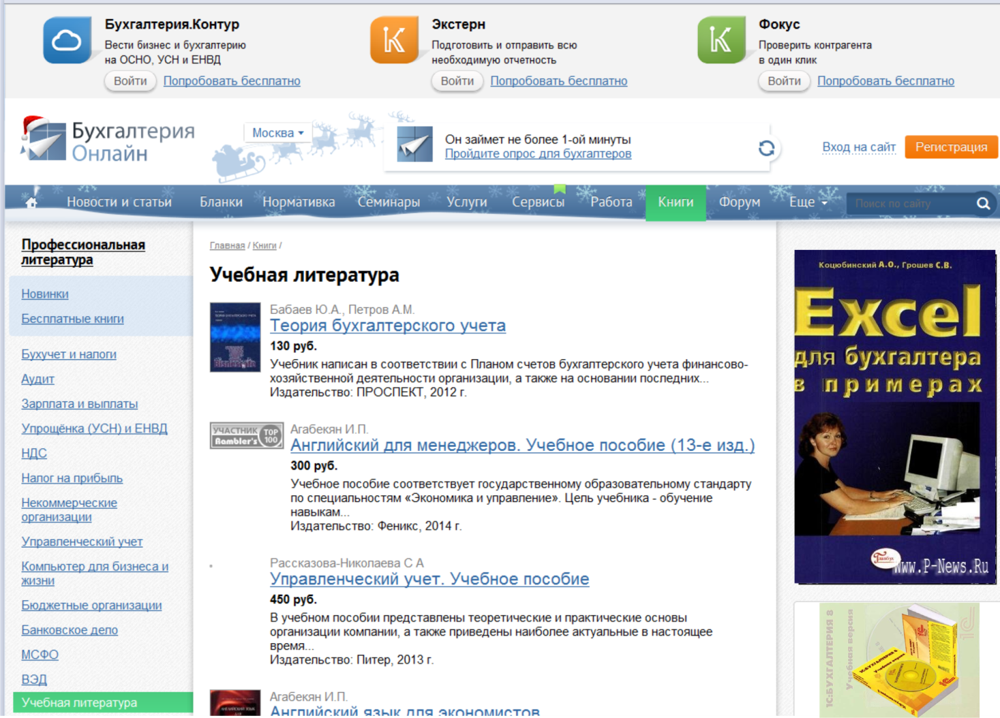 Бухгалтерия.Контур
Вести бизнес и бухгалтерию
на ОСНО, УСН и ЕНВД
Войти Попробовать бесплатно
Экстерн
Подготовить и отправить всю
необходимую отчетность
Войти Попробовать бесплатно
Фокус
Проверить контрагента
в один клик
Войти Попробовать бесплатно
Бухгалтерия
Онлайн
Москва
Он займет не более 1-ой минуты
Пройдите опрос для бухгалтеров
Вход на сайт Регистрация
Новости и статьи Бланки Нормативка Семинары Услуги Сервисы Работа Книги Форум Еще Поиск по сайту
Профессиональная
литература
Новинки
Бесплатные книги
Бухучет и налоги
Аудит
Зарплата и выплаты
Упрощёнка (УСН) и ЕНВД
НДС
Налог на прибыль
Некоммерческие
организации
Управленческий учет
Компьютер для бизнеса и
жизни
Бюджетные организации
Банковское дело
МСФО
ВЭД
Учебная литература
Главная / Книги /
Учебная литература
Бабаев Ю.А., Петров А.М.
Теория бухгалтерского учета
130 руб.
Учебник написан в соответствии с Планом счетов бухгалтерского учета финансово-
хозяйственной деятельности организации, а также на основании последних...
Издательство: ПРОСПЕКТ, 2012 г.
УЧАСТНИК TOP
Rambler's 100
Агабекян И.П.
Английский для менеджеров. Учебное пособие (13-е изд.)
300 руб.
Учебное пособие соответствует государственному образовательному стандарту
по специальностям «Экономика и управление». Цель учебника - обучение
навыкам...
Издательство: Феникс, 2014 г.
Рассказова-Николаева С А
Управленческий учет. Учебное пособие
450 руб.
В учебном пособии представлены теоретические и практические основы
организации компании, а также приведены наиболее актуальные в настоящее
время...
Издательство: Питер, 2013 г.
Агабекян И.П.
Английский язык для экономистов
Коцюбинский А.О., Грошев С.В.
Excel
для бухгалтера
в примерах
www.P-News.Ru
1С:БУХГАЛТЕРИЯ 8
Учебная версия